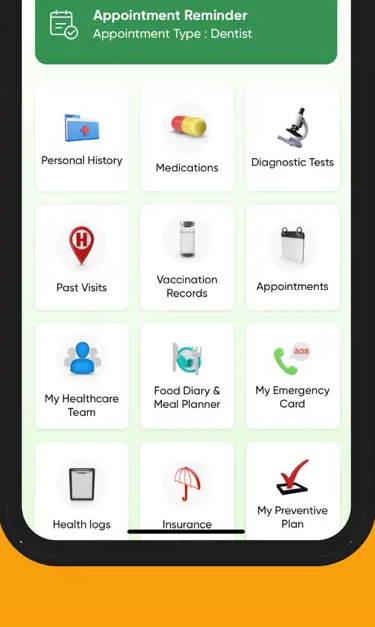 Appointment Reminder
Appointment Type : Dentist
Personal History
Medications
Diagnostic Tests
H
Past Visits
Vaccination
Records
Appointments
My Healthcare
Team
Food Diary &
Meal Planner
SOS
My Emergency
Card
Health logs
Insurance
My Preventive
Plan